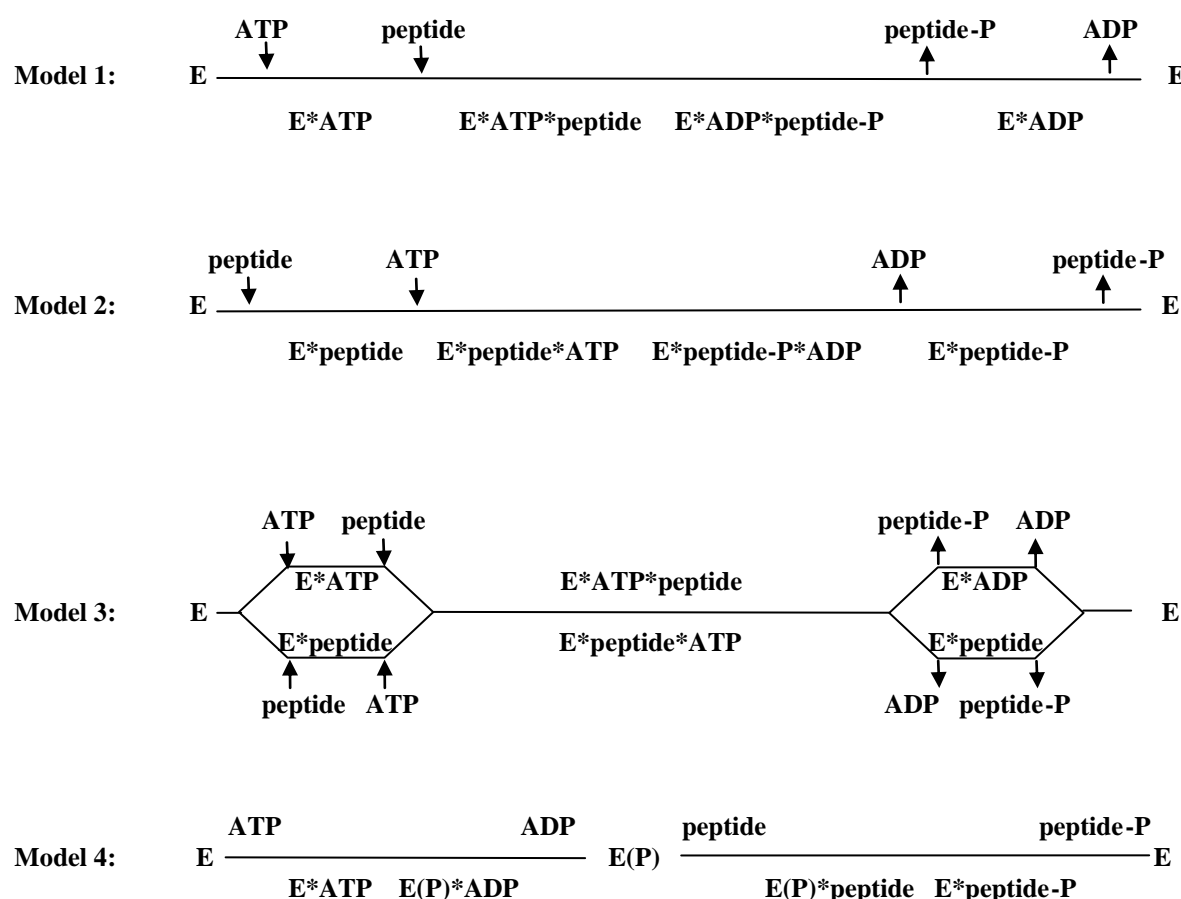 ATP peptide peptide-P ADP
Model 1: E E
E*ATP E*ATP*peptide E*ADP*peptide-P E*ADP
peptide ATP ADP peptide-P
Model 2: E E
E*peptide E*peptide*ATP E*peptide-P*ADP E*peptide-P
ATP peptide peptide-P ADP
E*ATP E*ATP*peptide E*ADP
Model 3: E E
E*peptide E*peptide*ATP E*peptide
peptide ATP ADP peptide-P
ATP ADP peptide peptide-P
Model 4: E E(P) E
E*ATP E(P)*ADP E(P)*peptide E*peptide-P